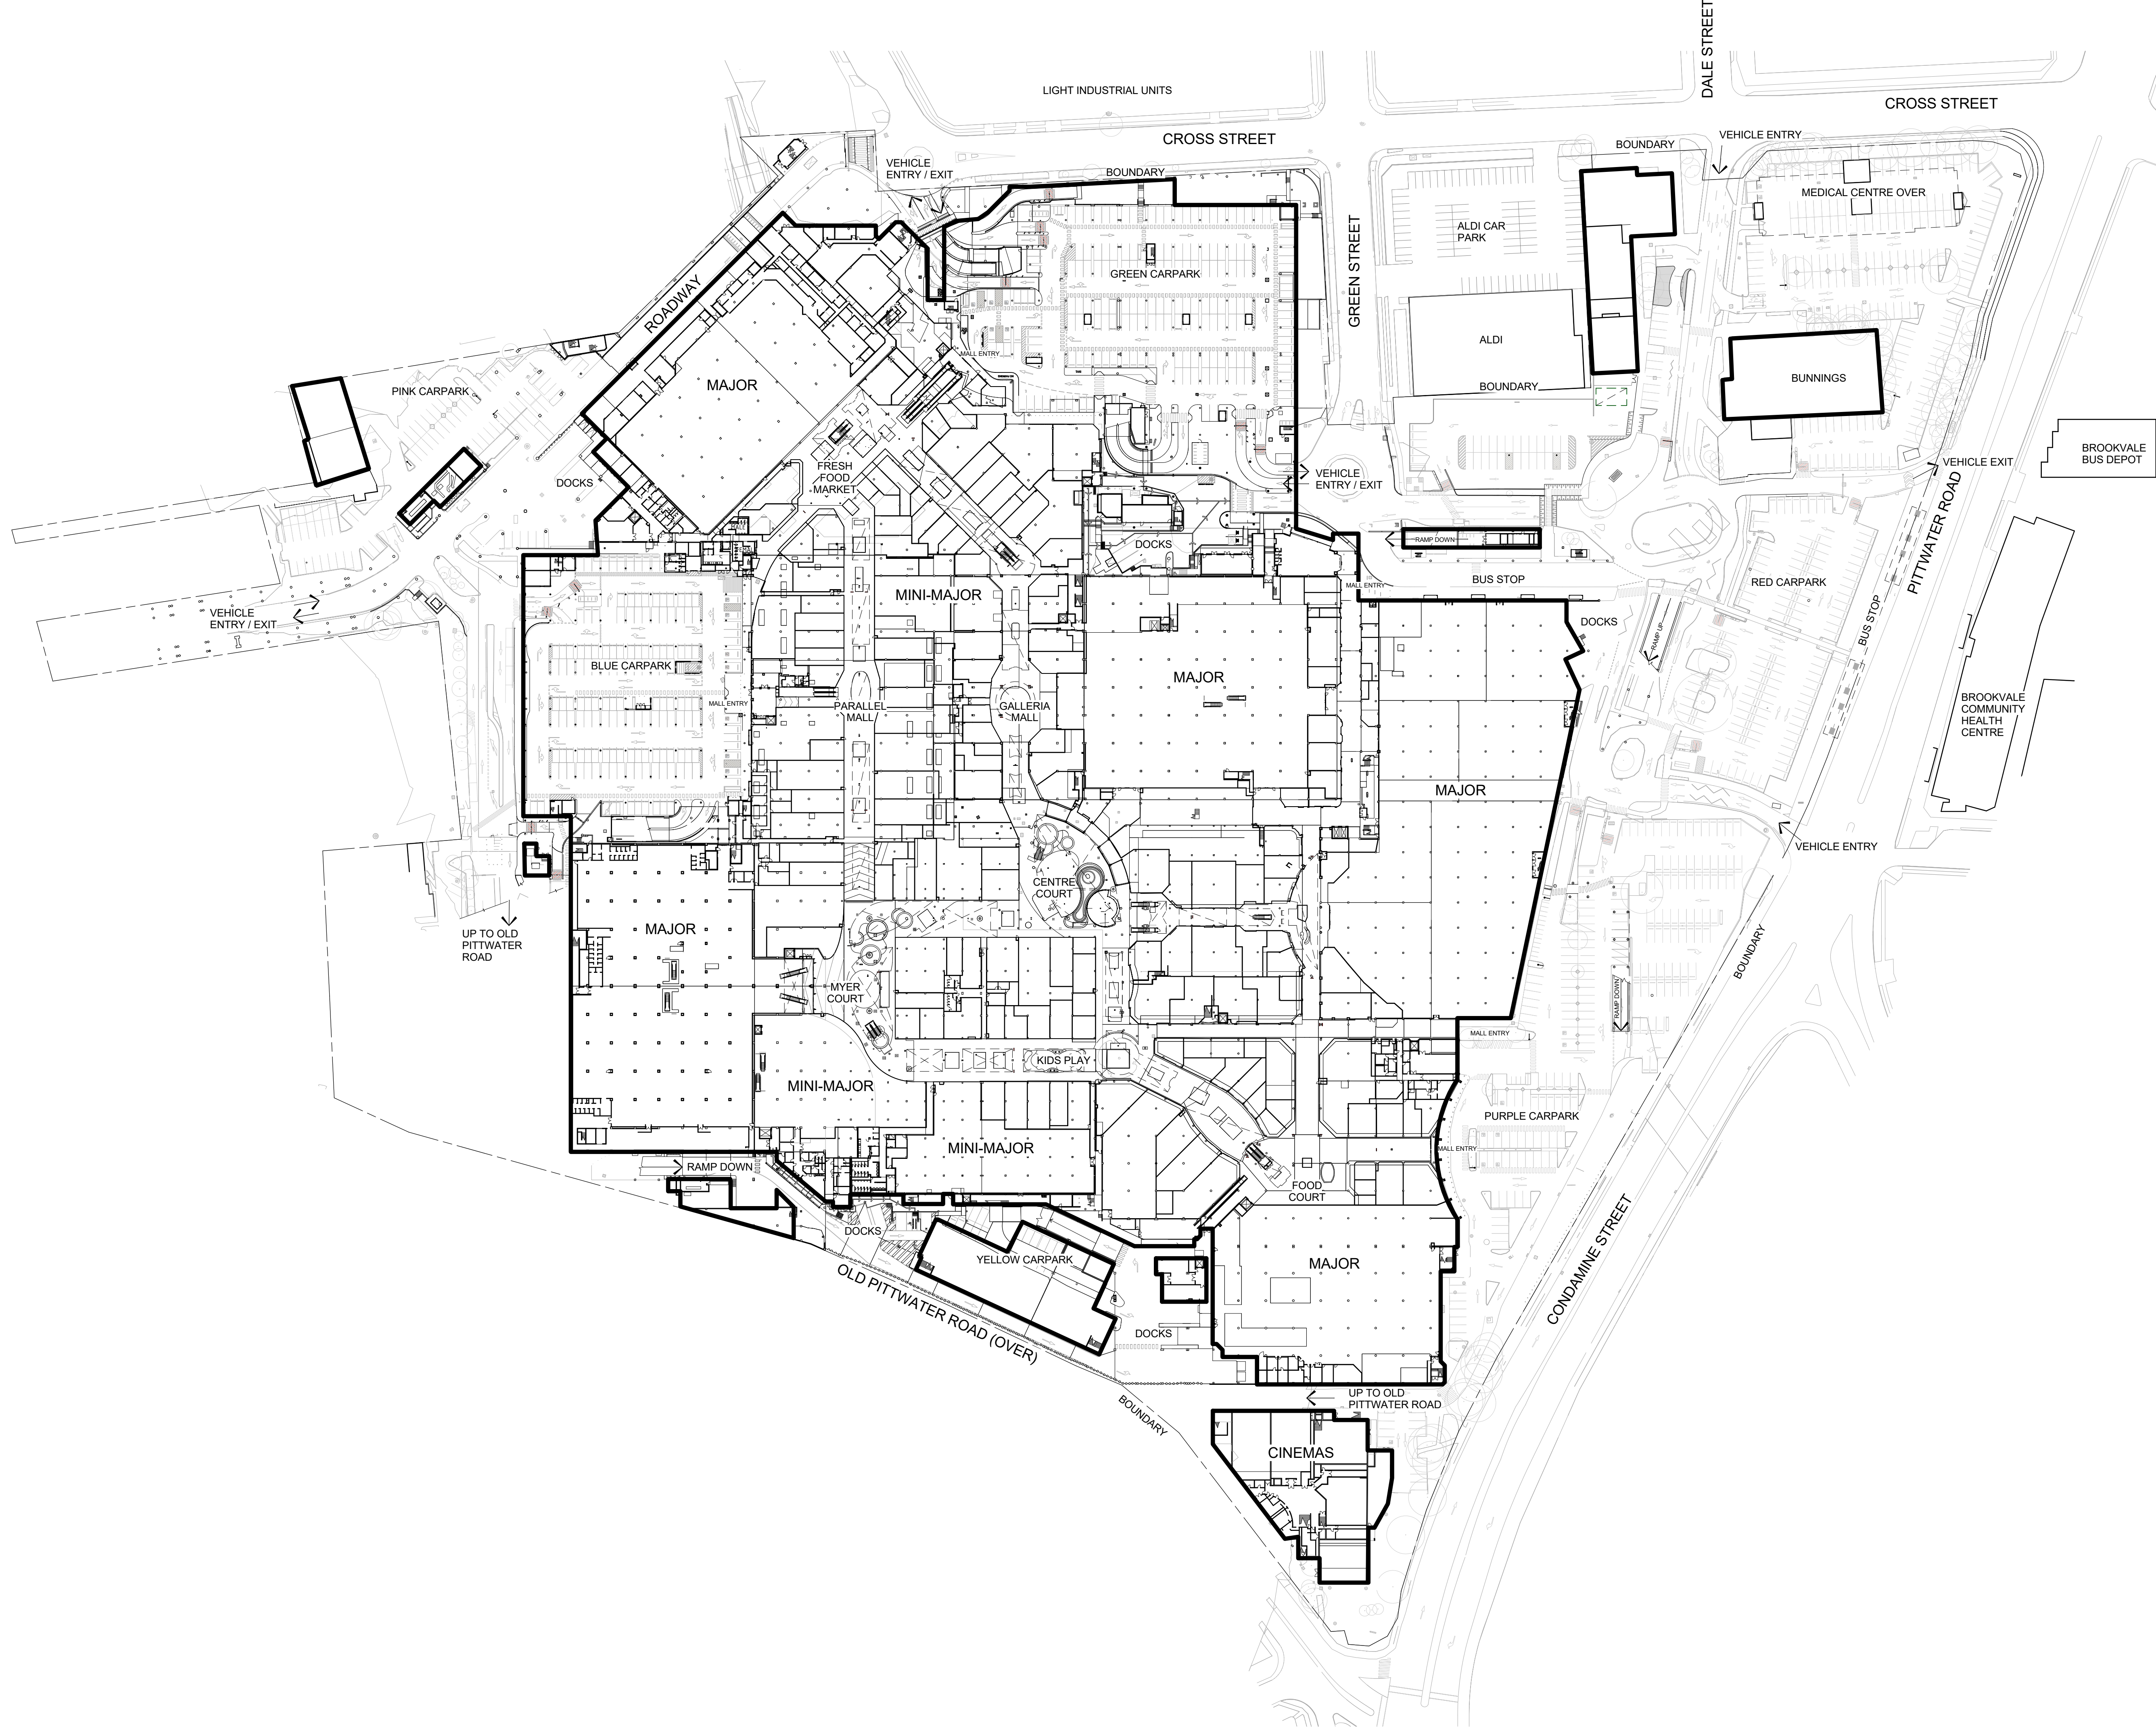 DALE STREET
LIGHT INDUSTRIAL UNITS
CROSS STREET
CROSS STREET
VEHICLE ENTRY
BOUNDARY
VEHICLE
ENTRY / EXIT
BOUNDARY
MEDICAL CENTRE OVER
ALDI CAR
PARK
GREEN STREET
GREEN CARPARK
ROADWAY
ALDI
MALL ENTRY
BUNNINGS
MAJOR
BOUNDARY
PINK CARPARK
BROOKVALE
BUS DEPOT
VEHICLE EXIT
FRESH
FOOD
MARKET
VEHICLE
ENTRY / EXIT
DOCKS
PITTWATER ROAD
RAMP DOWN
DOCKS
BUS STOP
RED CARPARK
MALL ENTRY
MINI-MAJOR
VEHICLE
ENTRY / EXIT
DOCKS
BUS STOP
RAMP UP
BLUE CARPARK
MAJOR
MALL ENTRY
PARALLEL
MALL
GALLERIA
MALL
BROOKVALE
COMMUNITY
HEALTH
CENTRE
MAJOR
VEHICLE ENTRY
CENTRE
COURT
MAJOR
UP TO OLD
PITTWATER
ROAD
BOUNDARY
MYER
COURT
RAMP DOWN
MALL ENTRY
KIDS PLAY
MINI-MAJOR
PURPLE CARPARK
MINI-MAJOR
MALL ENTRY
RAMP DOWN
FOOD
COURT
DOCKS
YELLOW CARPARK
MAJOR
CONDAMINE STREET
OLD PITTWATER ROAD (OVER)
DOCKS
UP TO OLD
PITTWATER ROAD
BOUNDARY
CINEMAS